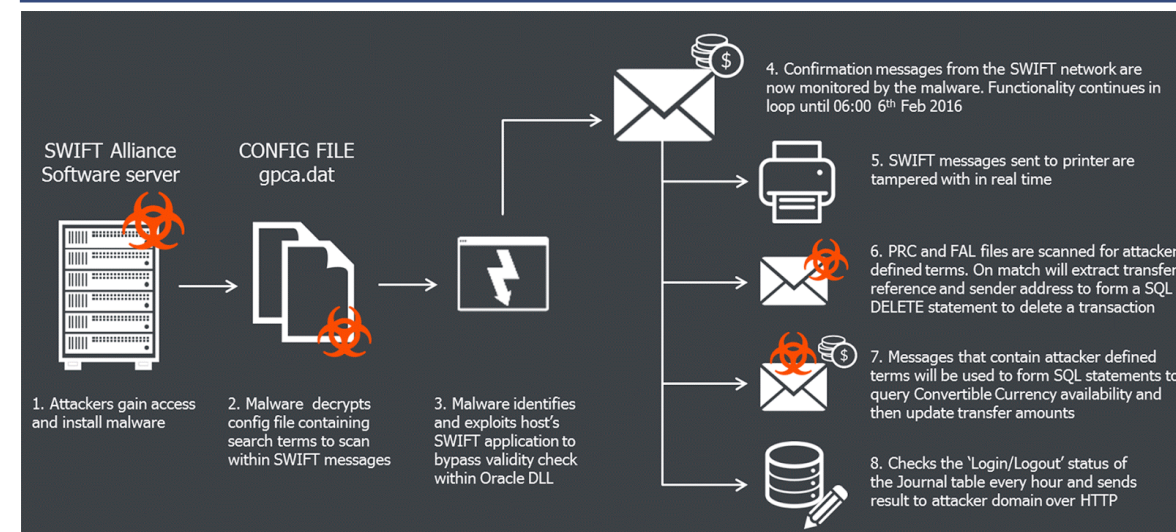 SWIFT Alliance
Software server
1. Attackers gain access
and install malware
CONFIG FILE
gpca.dat
2. Malware decrypts
config file containing
search terms to scan
within SWIFT messages
3. Malware identifies
and exploits host's
SWIFT application to
bypass validity check
within Oracle DLL
$
4. Confirmation messages from the SWIFT network are
now monitored by the malware. Functionality continues in
loop until 06:00 6th Feb 2016
5. SWIFT messages sent to printer are
tampered with in real time
6. PRC and FAL files are scanned for attacker
defined terms. On match will extract transfer
reference and sender address to form a SQL
DELETE statement to delete a transaction
$
7. Messages that contain attacker defined
terms will be used to form SQL statements to
query Convertible Currency availability and
then update transfer amounts
8. Checks the 'Login/Logout' status of
the Journal table every hour and sends
result to attacker domain over HTTP